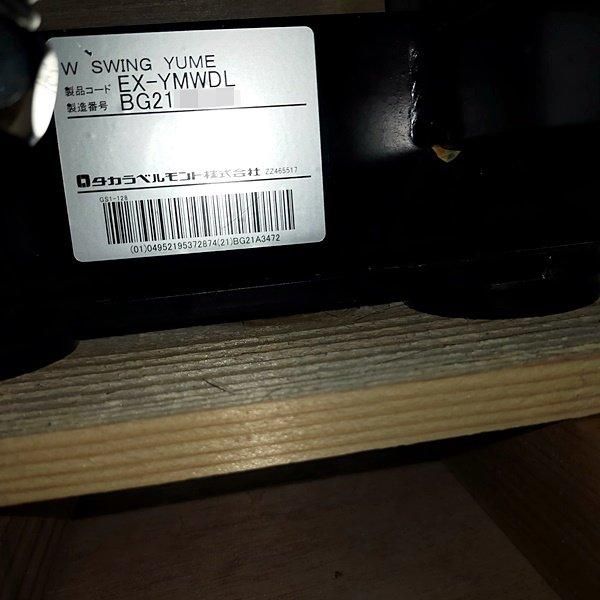 W SWING YUME
製品コード EX-YMWDL
製造番号 BG21
タカラベルモント株式会社 ZZ465517
GS1-128
(01)04952195372874(21)BG21A3472